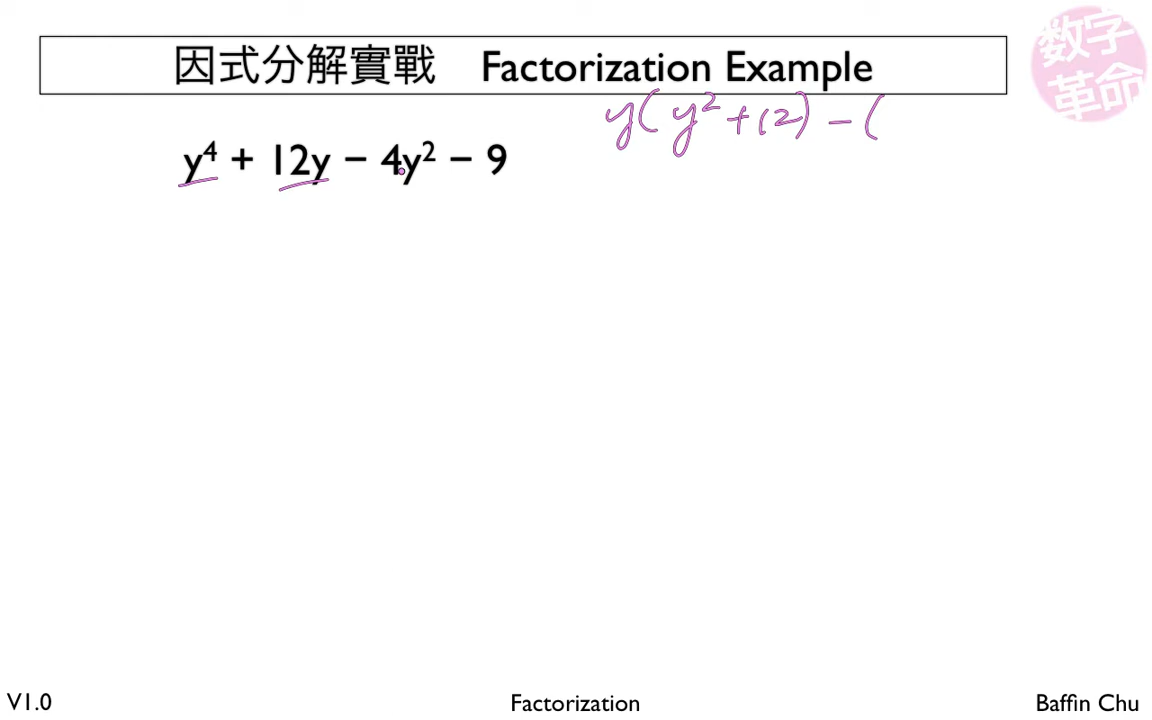 因式分解實戰 Factorization Example
数字
革命
y(y²+12)-(
y⁴ + 12y − 4y² − 9
V1.0 Factorization Baffin Chu